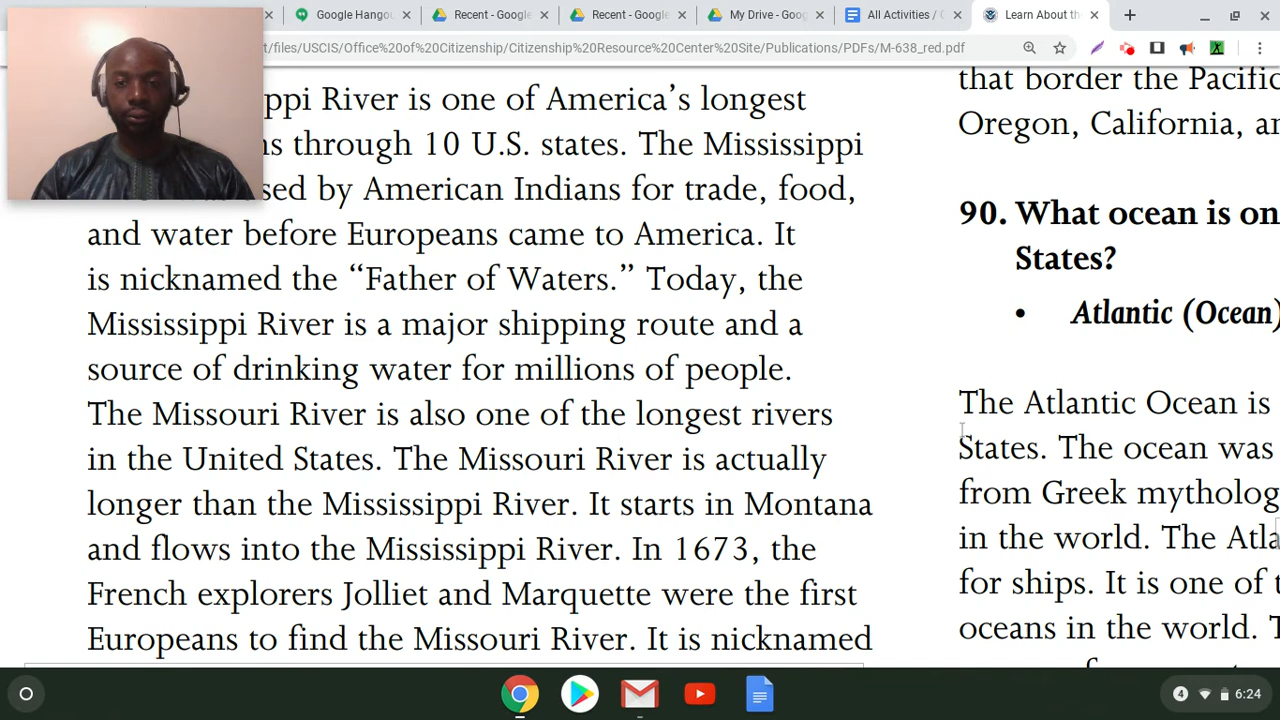 Google Hangou
Recent - Google
Recent - Google
My Drive - Goog
All Activities / G
Learn About th
t/files/USCIS/Office%20of%20Citizenship/Citizenship%20Resource%20Center%20Site/Publications/PDFs/M-638_red.pdf
ppi River is one of America’s longest
ns through 10 U.S. states. The Mississippi
sed by American Indians for trade, food,
and water before Europeans came to America. It
is nicknamed the “Father of Waters.” Today, the
Mississippi River is a major shipping route and a
source of drinking water for millions of people.
The Missouri River is also one of the longest rivers
in the United States. The Missouri River is actually
longer than the Mississippi River. It starts in Montana
and flows into the Mississippi River. In 1673, the
French explorers Jolliet and Marquette were the first
Europeans to find the Missouri River. It is nicknamed
that border the Pacific
Oregon, California, an
90. What ocean is on
States?
• Atlantic (Ocean)
The Atlantic Ocean is
States. The ocean was
from Greek mytholog
in the world. The Atla
for ships. It is one of t
oceans in the world. T
4
6:24